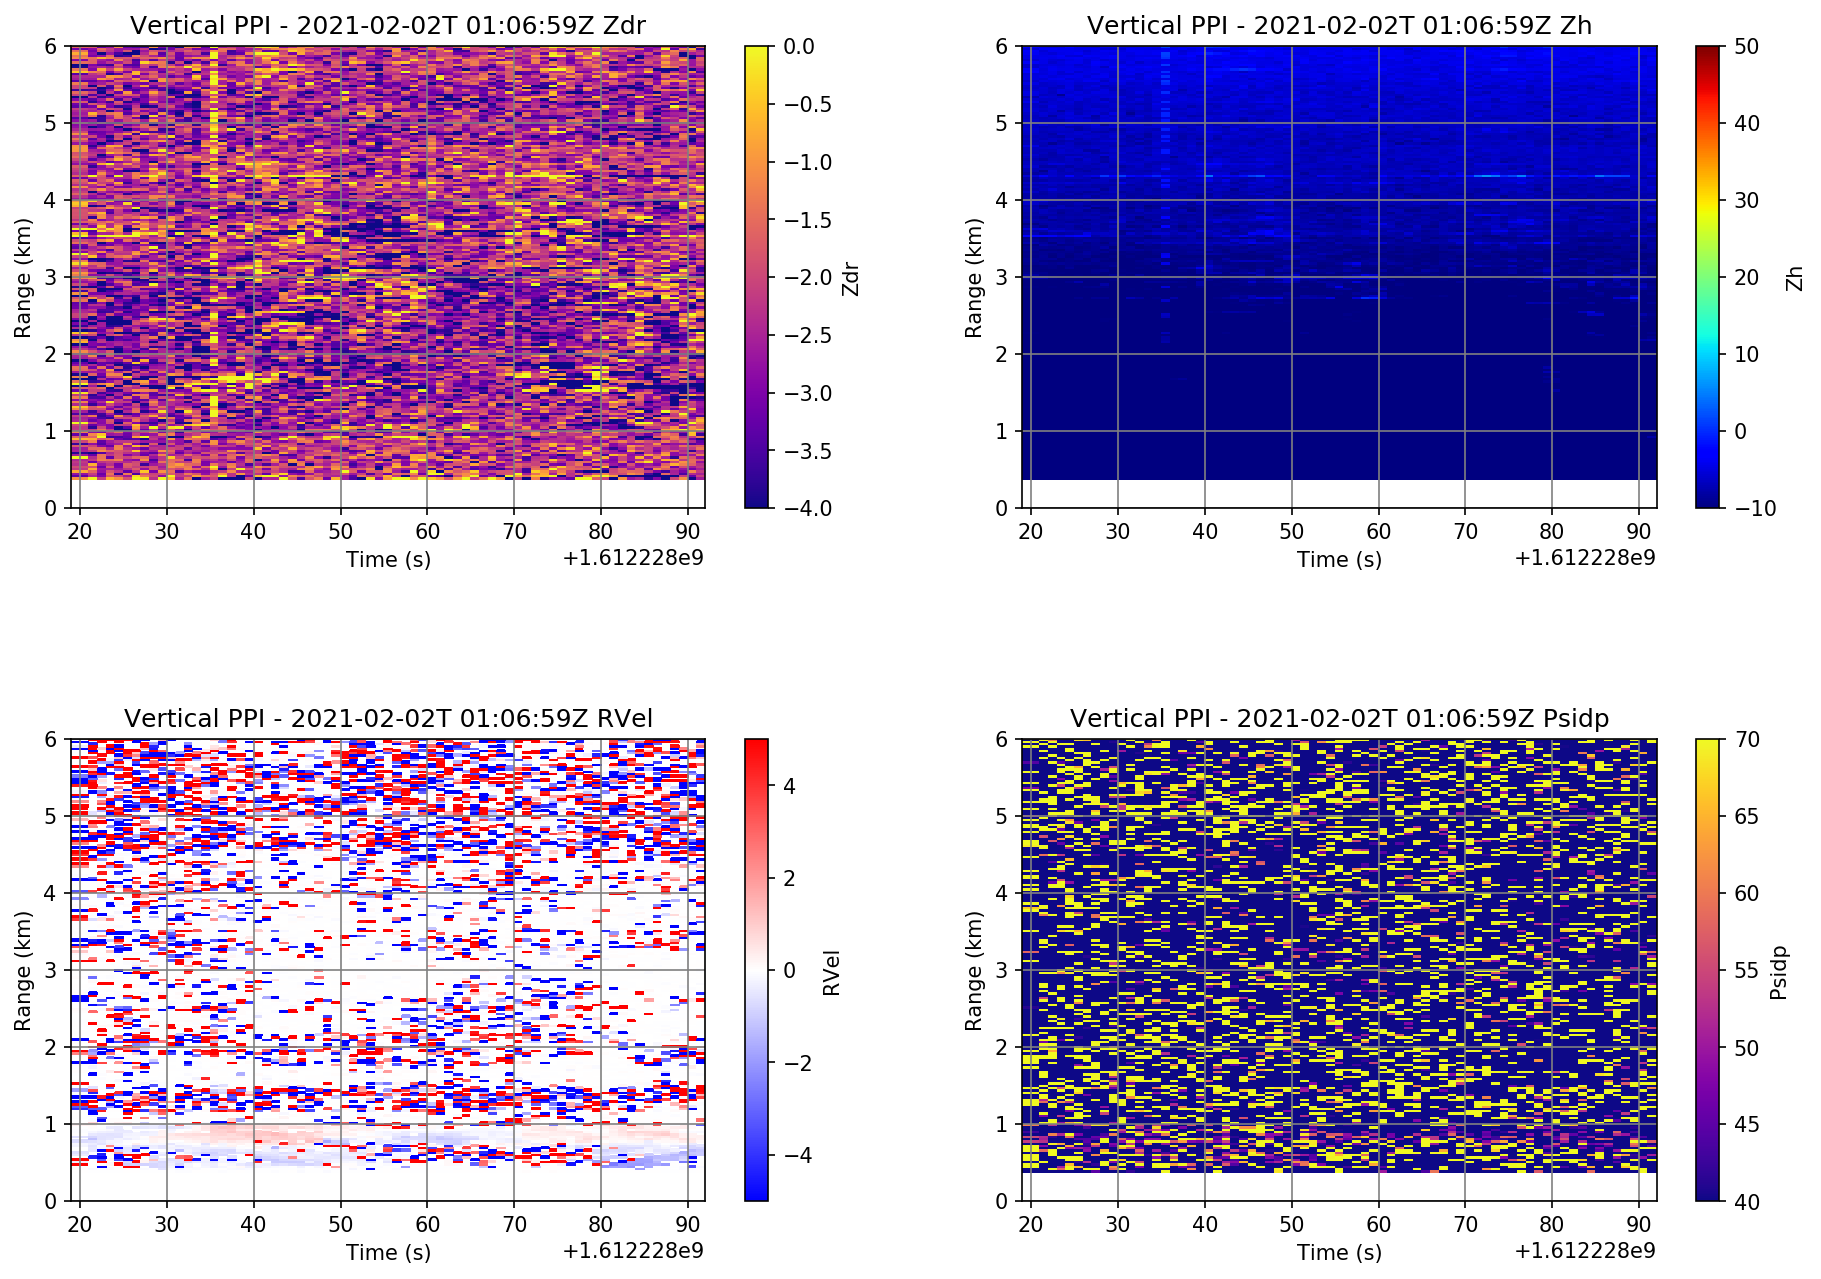 Vertical PPI - 2021-02-02T 01:06:59Z Zdr
6
5
4
3
2
1
0
Range (km)
20 30 40 50 60 70 80 90
Time (s)
+1.612228e9
0.0
−0.5
−1.0
−1.5
−2.0
−2.5
−3.0
−3.5
−4.0
Zdr
Vertical PPI - 2021-02-02T 01:06:59Z Zh
6
5
4
3
2
1
0
Range (km)
20 30 40 50 60 70 80 90
Time (s)
+1.612228e9
50
40
30
20
10
0
−10
Zh
Vertical PPI - 2021-02-02T 01:06:59Z RVel
6
5
4
3
2
1
0
Range (km)
20 30 40 50 60 70 80 90
Time (s)
+1.612228e9
4
2
0
−2
−4
RVel
Vertical PPI - 2021-02-02T 01:06:59Z Psidp
6
5
4
3
2
1
0
Range (km)
20 30 40 50 60 70 80 90
Time (s)
+1.612228e9
70
65
60
55
50
45
40
Psidp